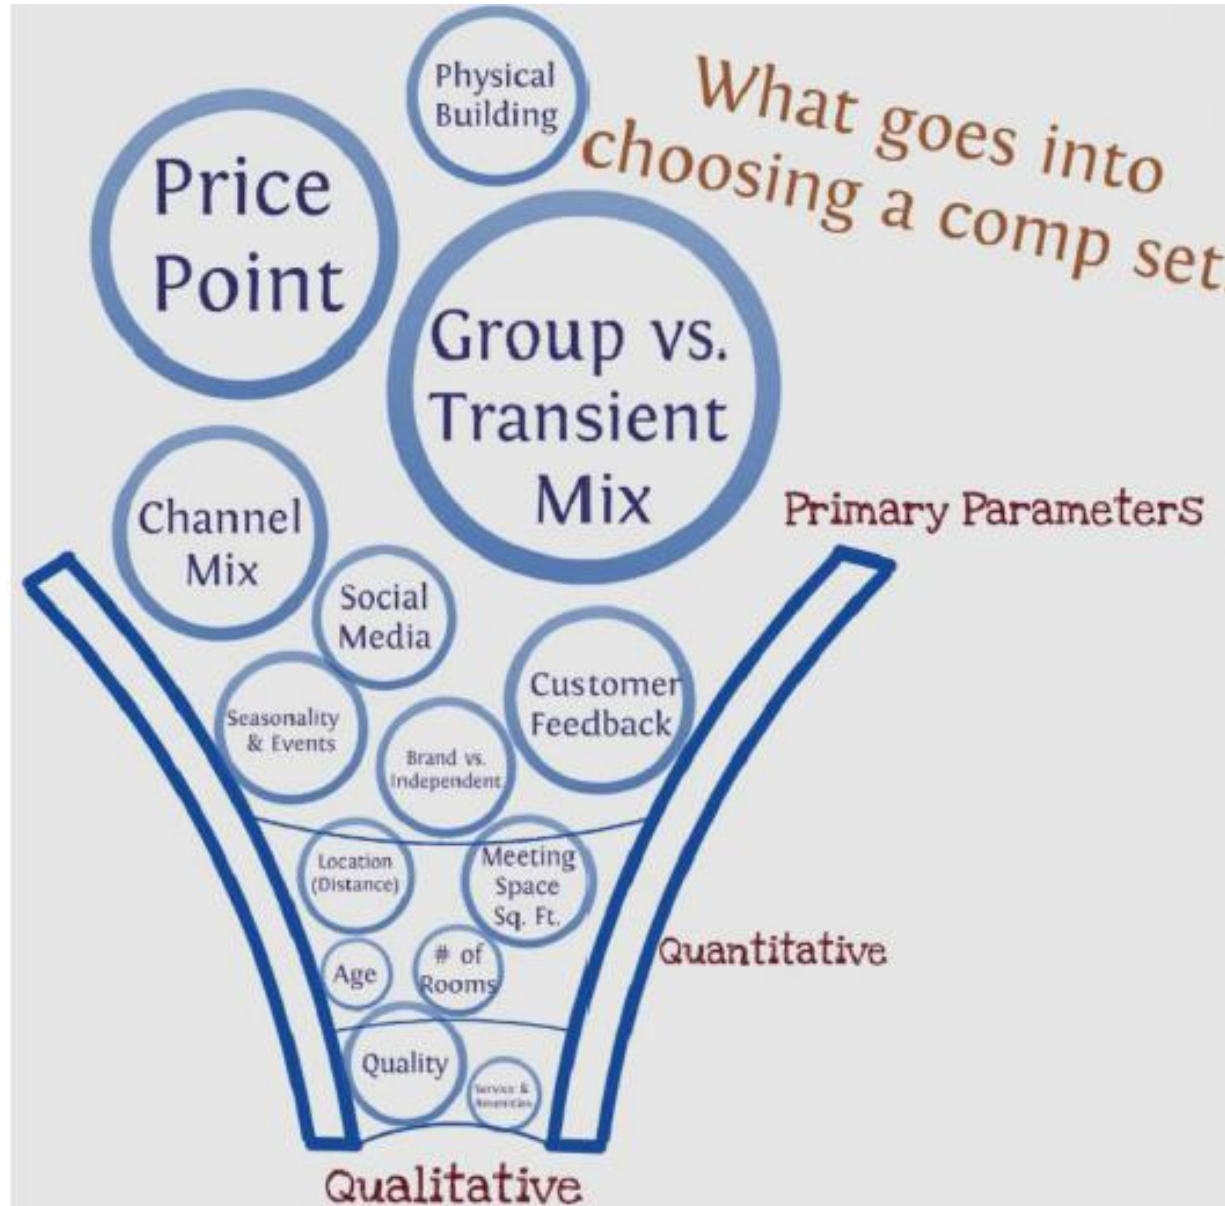 Physical
Building
What goes into
choosing a comp set
Price
Point
Group vs.
Transient
Mix
Channel
Mix
Primary Parameters
Social
Media
Customer
Feedback
Seasonality
& Events
Brand vs.
Independent
Location
(Distance)
Meeting
Space
Sq. Ft.
Quantitative
Age
# of
Rooms
Quality
Service &
Amenities
Qualitative